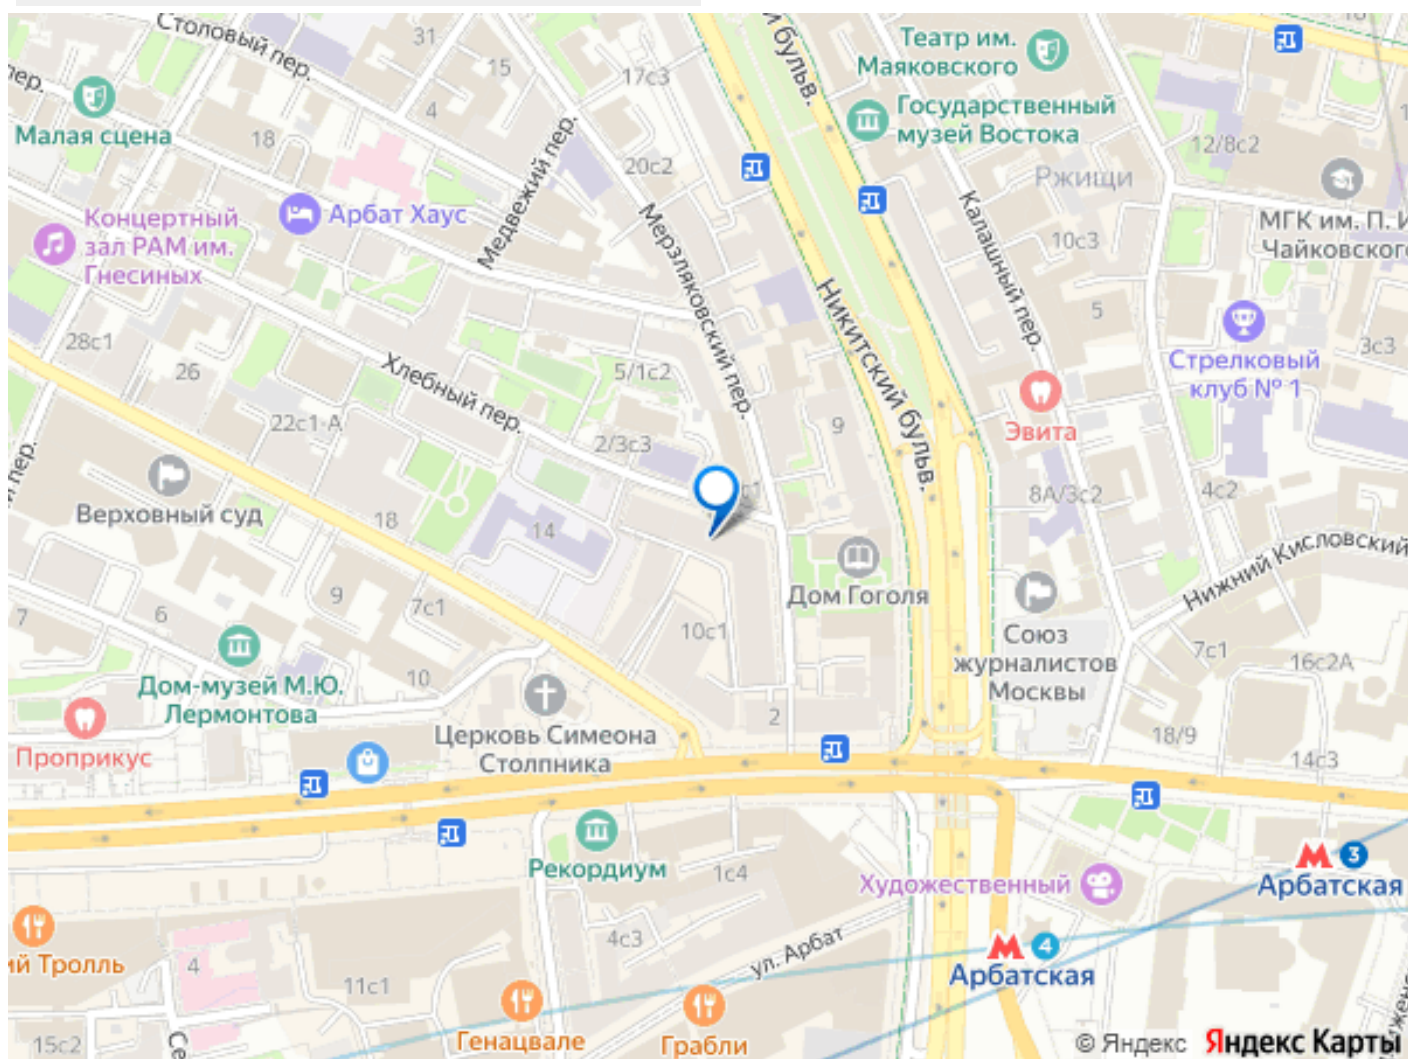 Столовый пер.
31
15
4
17с3
Театр им.
Маяковского
Государственный
музей Востока
12/8с2
Малая сцена
18
Медвежий пер.
20с2
Ржищи
МГК им. П. И
Чайковского
Концертный
зал РАМ им.
Гнесиных
Арбат Хаус
Мерзляковский пер.
Калашный пер.
10с3
5
Никитский бульв.
28с1
26
Хлебный пер.
5/1с2
22с1-А
2/3с3
9
Эвита
Стрелковый
клуб № 1
3с3
Верховный суд
18
14
8А/3с2
4с2
Нижний Кисловский
Дом Гоголя
Союз
журналистов
Москвы
7
6
9
7с1
10с1
7с1
16с2А
Дом-музей М.Ю.
Лермонтова
10
Проприкус
Церковь Симеона
Столпника
2
18/9
14с3
Рекордиум
1с4
Художественный
3
Арбатская
4
Арбатская
ий Тролль
4
4с3
ул. Арбат
11с1
15с2
Генацвале
Грабли
© Яндекс Яндекс Карты